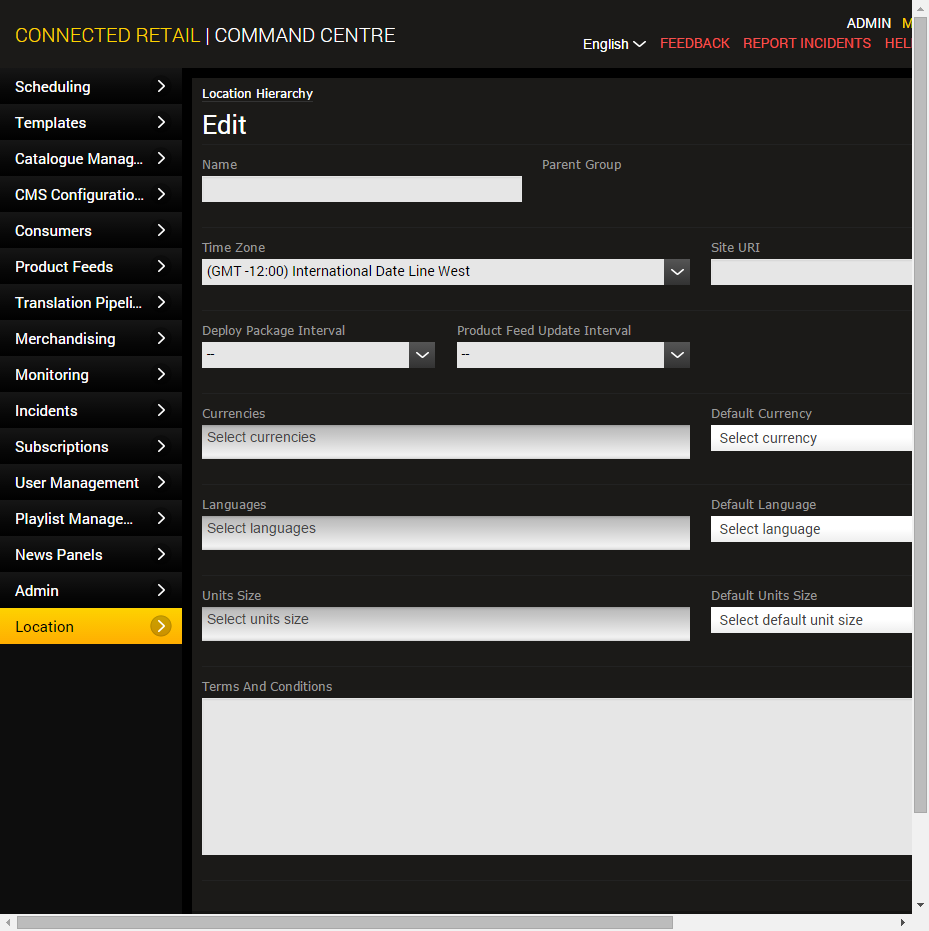 CONNECTED RETAIL | COMMAND CENTRE
ADMIN
English
FEEDBACK
REPORT INCIDENTS
Scheduling
Templates
Catalogue Manag...
CMS Configuratio...
Consumers
Product Feeds
Translation Pipeli...
Merchandising
Monitoring
Incidents
Subscriptions
User Management
Playlist Manage...
News Panels
Admin
Location
Location Hierarchy
Edit
Name
Parent Group
Time Zone
Site URI
(GMT -12:00) International Date Line West
Deploy Package Interval
Product Feed Update Interval
--
--
Currencies
Default Currency
Select currencies
Select currency
Languages
Default Language
Select languages
Select language
Units Size
Default Units Size
Select units size
Select default unit size
Terms And Conditions